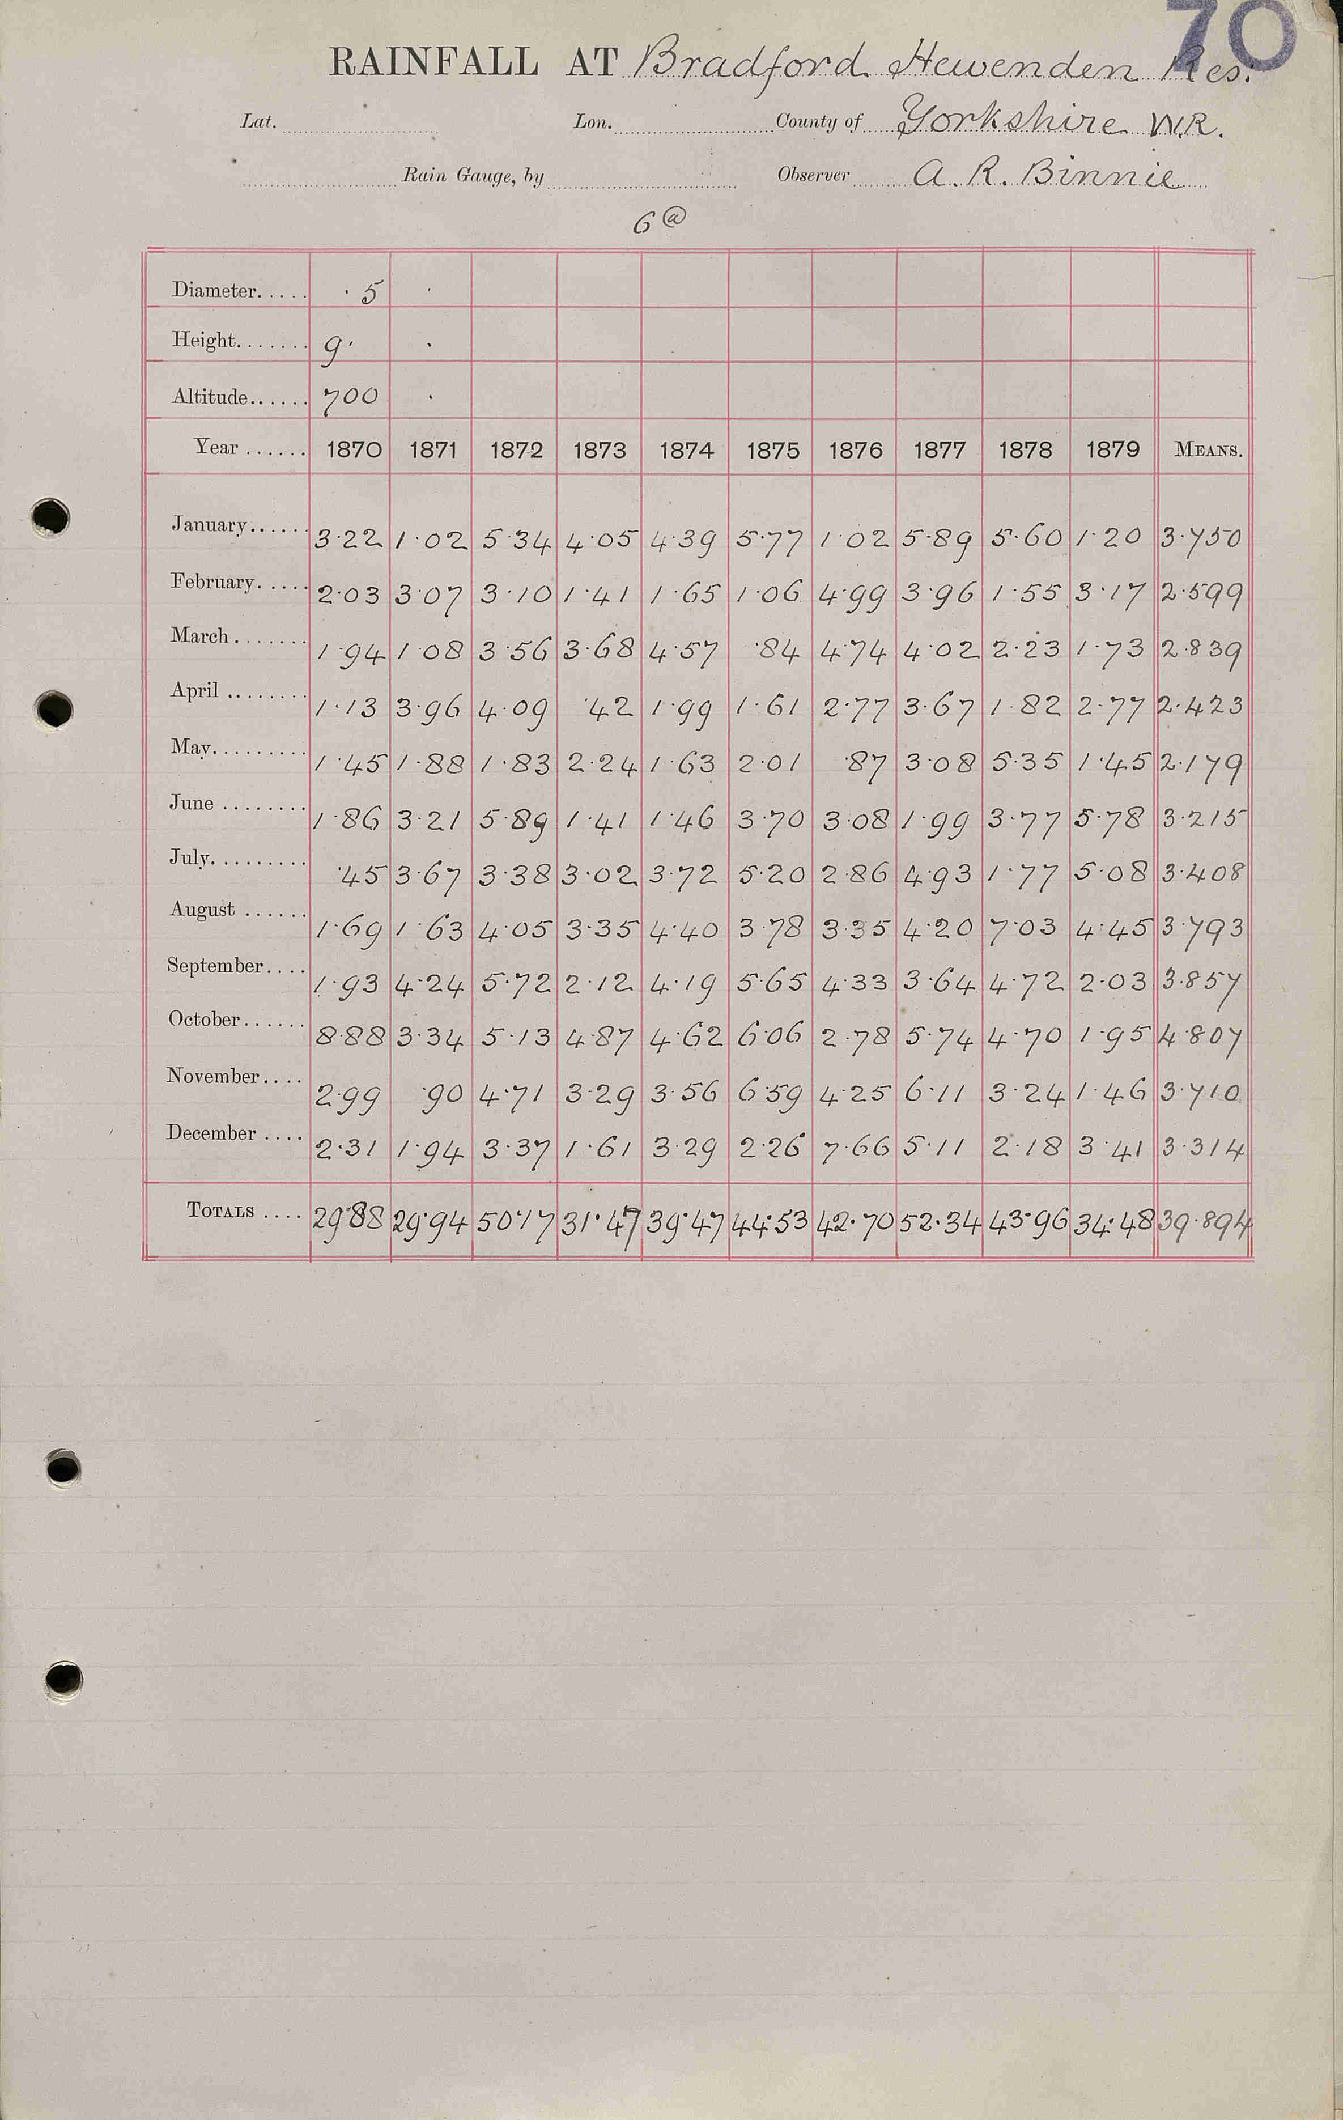 70
RAINFALL AT Bradford Hewenden Res.
Lat. Lon. County of Yorkshire W.R.
Rain Gauge, by Observer A. R. Binnie
6 @
Diameter..... 5
Height....... 9
Altitude...... 700
Year ...... 1870 1871 1872 1873 1874 1875 1876 1877 1878 1879 MEANS.
January...... 3.22 1.02 5.34 4.05 4.39 5.77 1.02 5.89 5.60 1.20 3.750
February..... 2.03 3.07 3.10 1.41 1.65 1.06 4.99 3.96 1.55 3.17 2.599
March ....... 1.94 1.08 3.56 3.68 4.57 .84 4.74 4.02 2.23 1.73 2.839
April ........ 1.13 3.96 4.09 .42 1.99 1.61 2.77 3.67 1.82 2.77 2.423
May......... 1.45 1.88 1.83 2.24 1.63 2.01 .87 3.08 5.35 1.45 2.179
June ........ 1.86 3.21 5.89 1.41 1.46 3.70 3.08 1.99 3.77 5.78 3.215
July......... .45 3.67 3.38 3.02 3.72 5.20 2.86 4.93 1.77 5.08 3.408
August ...... 1.69 1.63 4.05 3.35 4.40 3.78 3.35 4.20 7.03 4.45 3.793
September.... 1.93 4.24 5.72 2.12 4.19 5.65 4.33 3.64 4.72 2.03 3.857
October...... 8.88 3.34 5.13 4.87 4.62 6.06 2.78 5.74 4.70 1.95 4.807
November.... 2.99 .90 4.71 3.29 3.56 6.59 4.25 6.11 3.24 1.46 3.710
December .... 2.31 1.94 3.37 1.61 3.29 2.26 7.66 5.11 2.18 3.41 3.314
TOTALS .... 29.88 29.94 50.17 31.47 39.47 44.53 42.70 52.34 43.96 34.48 39.894